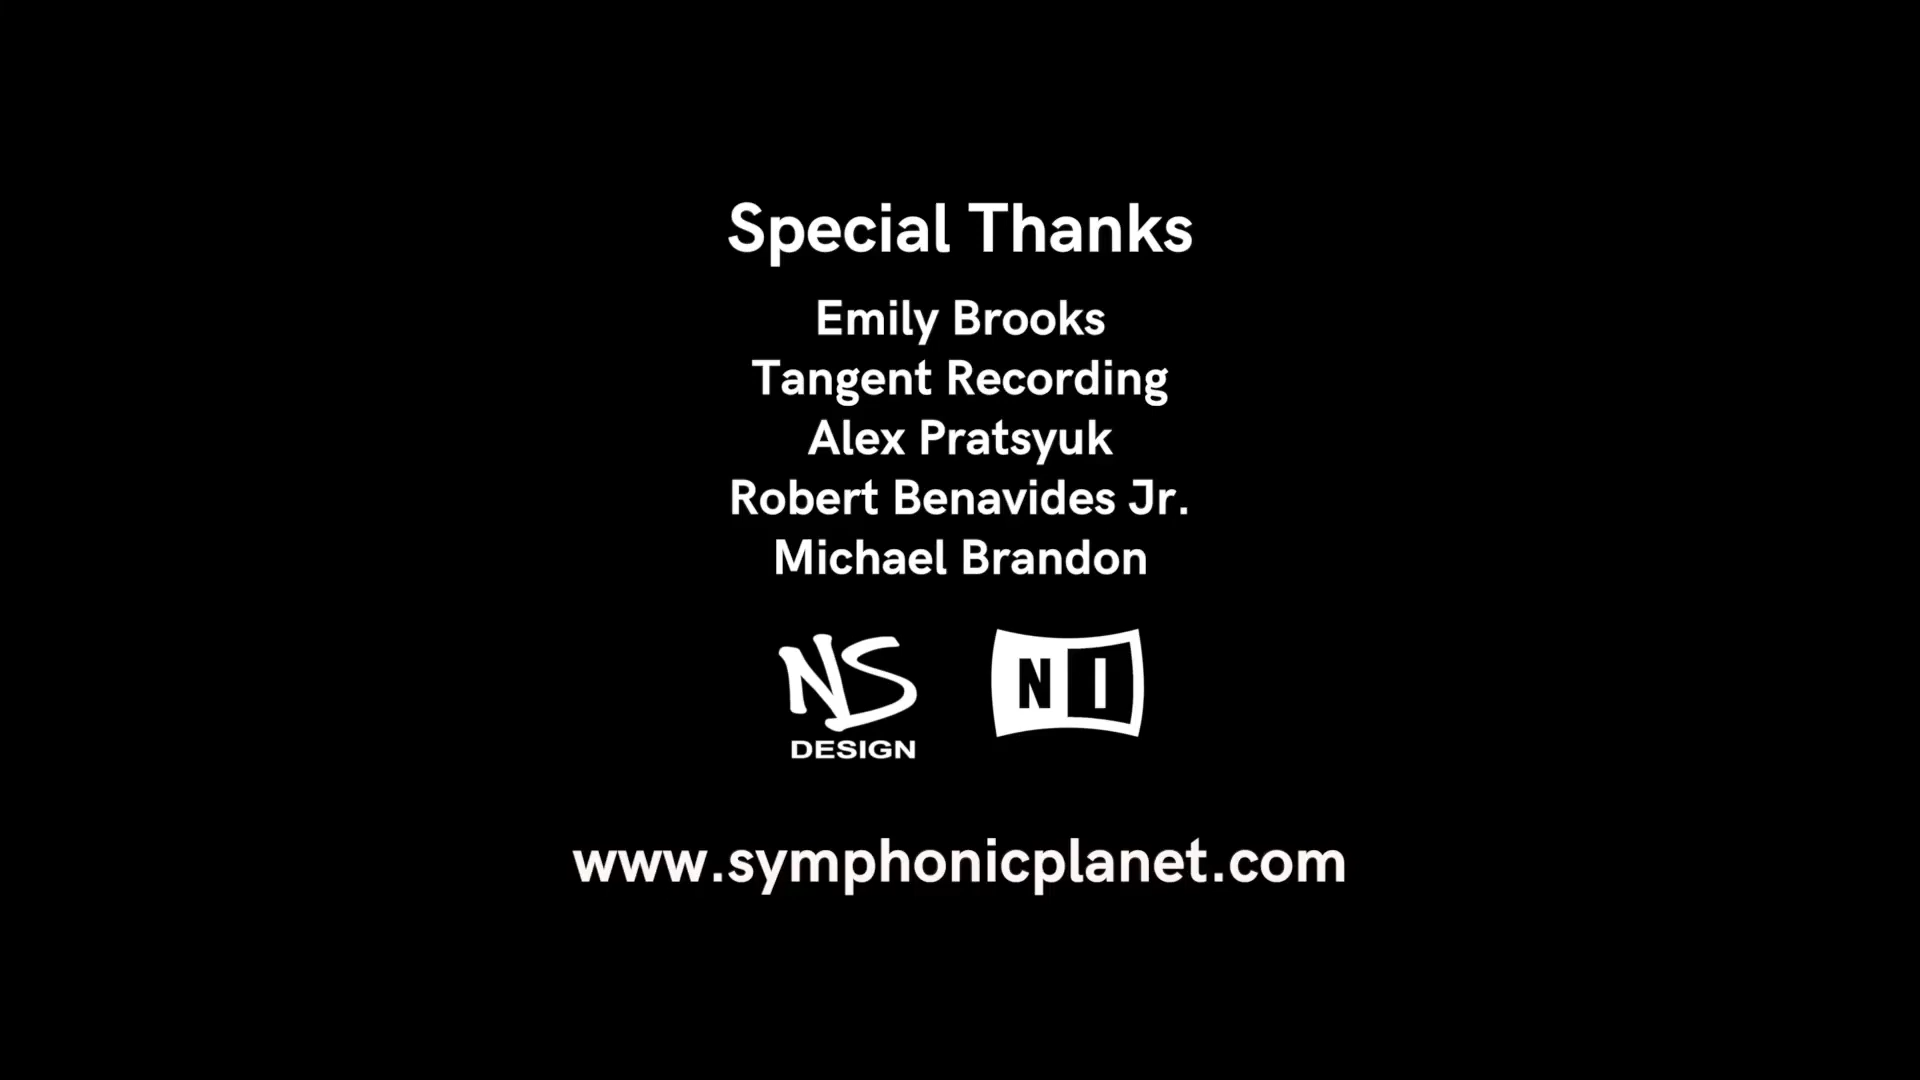 Special Thanks
Emily Brooks
Tangent Recording
Alex Pratsyuk
Robert Benavides Jr.
Michael Brandon
NS NI
DESIGN
www.symphonicplanet.com